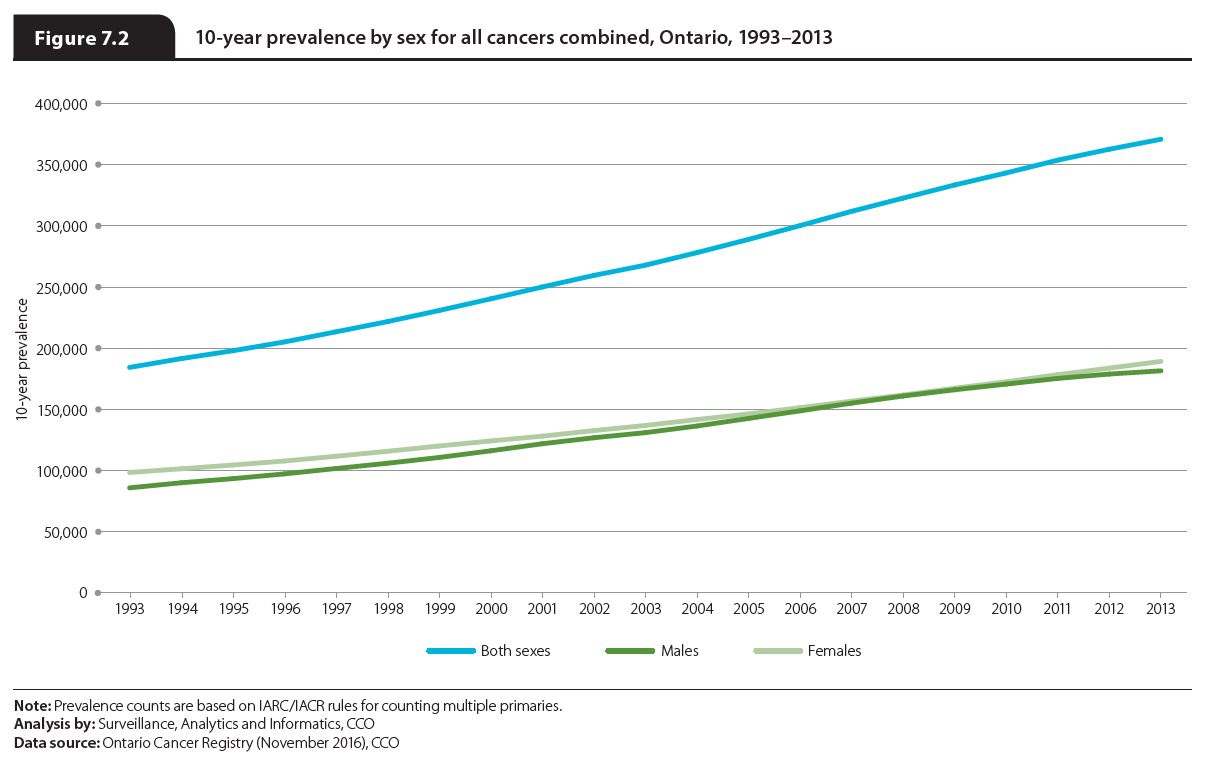 Figure 7.2
10-year prevalence by sex for all cancers combined, Ontario, 1993–2013
400,000
350,000
300,000
250,000
200,000
150,000
100,000
50,000
0
10-year prevalence
1993 1994 1995 1996 1997 1998 1999 2000 2001 2002 2003 2004 2005 2006 2007 2008 2009 2010 2011 2012 2013
Both sexes Males Females
Note: Prevalence counts are based on IARC/IACR rules for counting multiple primaries.
Analysis by: Surveillance, Analytics and Informatics, CCO
Data source: Ontario Cancer Registry (November 2016), CCO